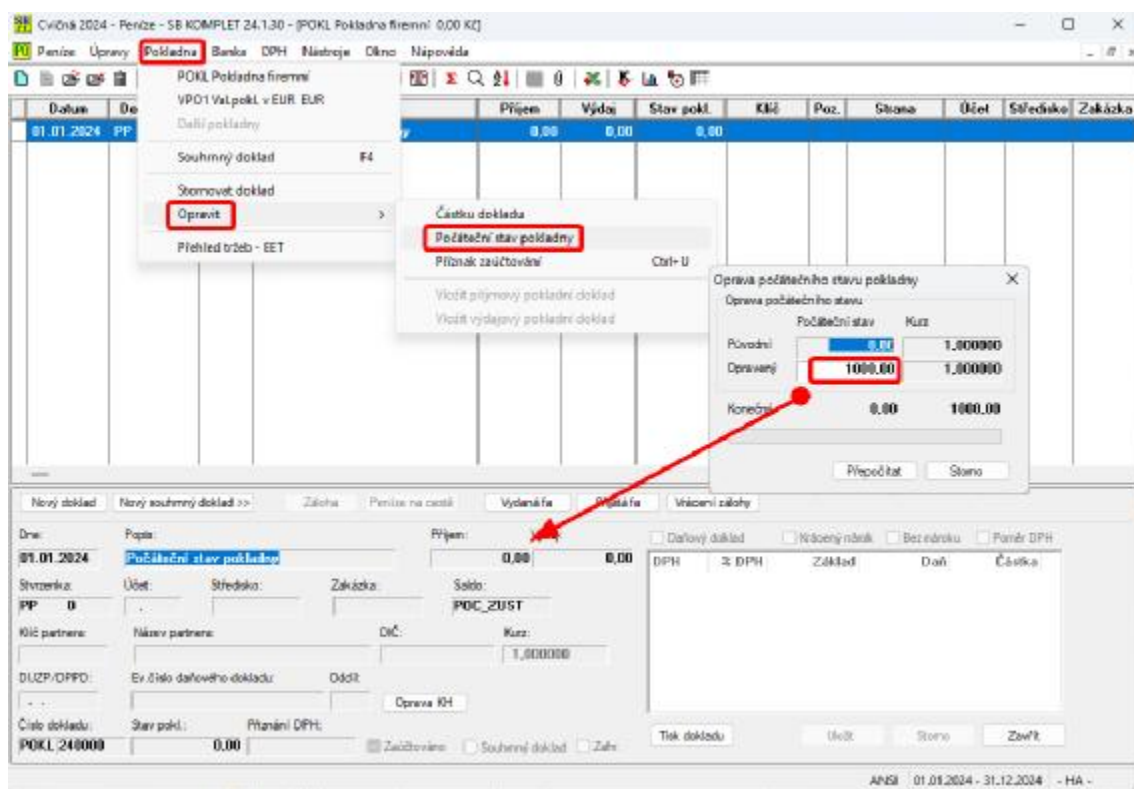 Cvičná 2024 - Peníze - SB KOMPLET 24.1.30 - [POKL Pokladna firemní 0,00 Kč]
Peníze Úpravy Pokladna Banka DPH Nástroje Okno Nápověda
POKL Pokladna firemní
VPO1 Val.pokl. v EUR EUR
Další pokladny
Souhrnný doklad F4
Stornovat doklad
Opravit >
Přehled tržeb - EET
Částku dokladu
Počáteční stav pokladny
Příznak zaúčtování Ctrl+U
Vložit příjmový pokladní doklad
Vložit výdajový pokladní doklad
Datum Do Příjem Výdaj Stav pokl. Klíč Poz. Strana Účet Středisko Zakázka
01.01.2024 PP y 0,00 0,00 0,00
Oprava počátečního stavu pokladny
Oprava počátečního stavu
Počáteční stav Kurz
Původní 0.00 1.000000
Opravený 1000.00 1.000000
Konečný 0.00 1000.00
Přepočítat Storno
Nový doklad Nový souhrnný doklad >> Záloha Peníze na cestě Vydaná fa Přijatá fa Vrácení zálohy
Dne: Popis: Příjem:
01.01.2024 Počáteční stav pokladny 0,00 0,00
Daňový doklad Krácený nárok Bez nároku Poměr DPH
DPH % DPH Základ Daň Částka
Stvrzenka: Účet: Středisko: Zakázka: Saldo:
PP 0 . POC_ZUST
Klíč partnera: Název partnera: DIČ: Kurz:
1,000000
DUZP/DPPD: Ev.číslo daňového dokladu: Oddíl:
. . Oprava KH
Číslo dokladu: Stav pokl.: Přiznání DPH:
POKL 240000 0.00 Zaúčtováno Souhrnný doklad Zahr
Tisk dokladu Uložit Storno Zavřít
ANSI 01.01.2024 - 31.12.2024 - HA -